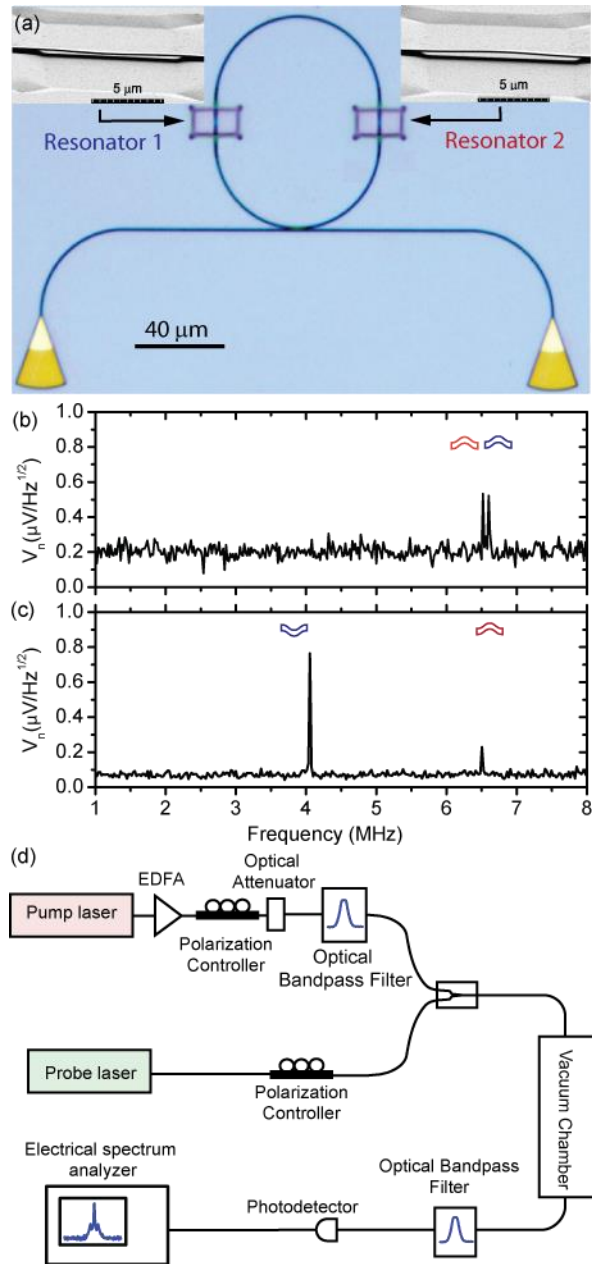 (a)
5 μm
5 μm
Resonator 1
Resonator 2
40 μm
(b)
1.0
0.8
0.6
0.4
0.2
0.0
Vn(μV/Hz1/2)
(c)
1.0
0.8
0.6
0.4
0.2
0.0
Vn(μV/Hz1/2)
1 2 3 4 5 6 7 8
Frequency (MHz)
(d)
EDFA
Optical
Attenuator
Pump laser
Polarization
Controller
Optical
Bandpass Filter
Probe laser
Polarization
Controller
Vacuum Chamber
Electrical spectrum
analyzer
Photodetector
Optical Bandpass
Filter